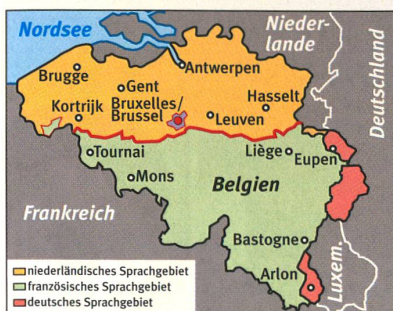 Nordsee
Nieder-
lande
Deutschland
Brugge
Gent
Antwerpen
Kortrijk
Bruxelles/
Brussel
Leuven
Hasselt
Tournai
Mons
Liège
Eupen
Belgien
Frankreich
Bastogne
Arlon
Luxem.
niederländisches Sprachgebiet
französisches Sprachgebiet
deutsches Sprachgebiet